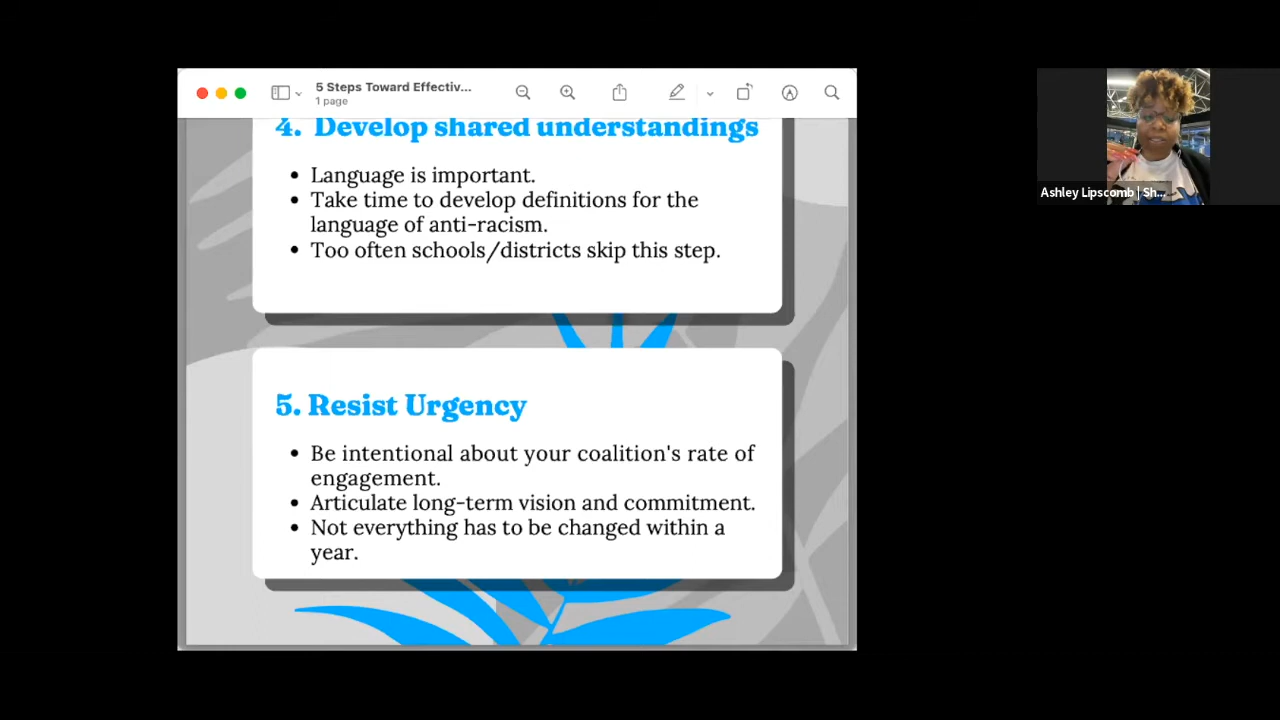 5 Steps Toward Effectiv...
1 page
4. Develop shared understandings
• Language is important.
• Take time to develop definitions for the
language of anti-racism.
• Too often schools/districts skip this step.
5. Resist Urgency
• Be intentional about your coalition's rate of
engagement.
• Articulate long-term vision and commitment.
• Not everything has to be changed within a
year.
Ashley Lipscomb | Sh...